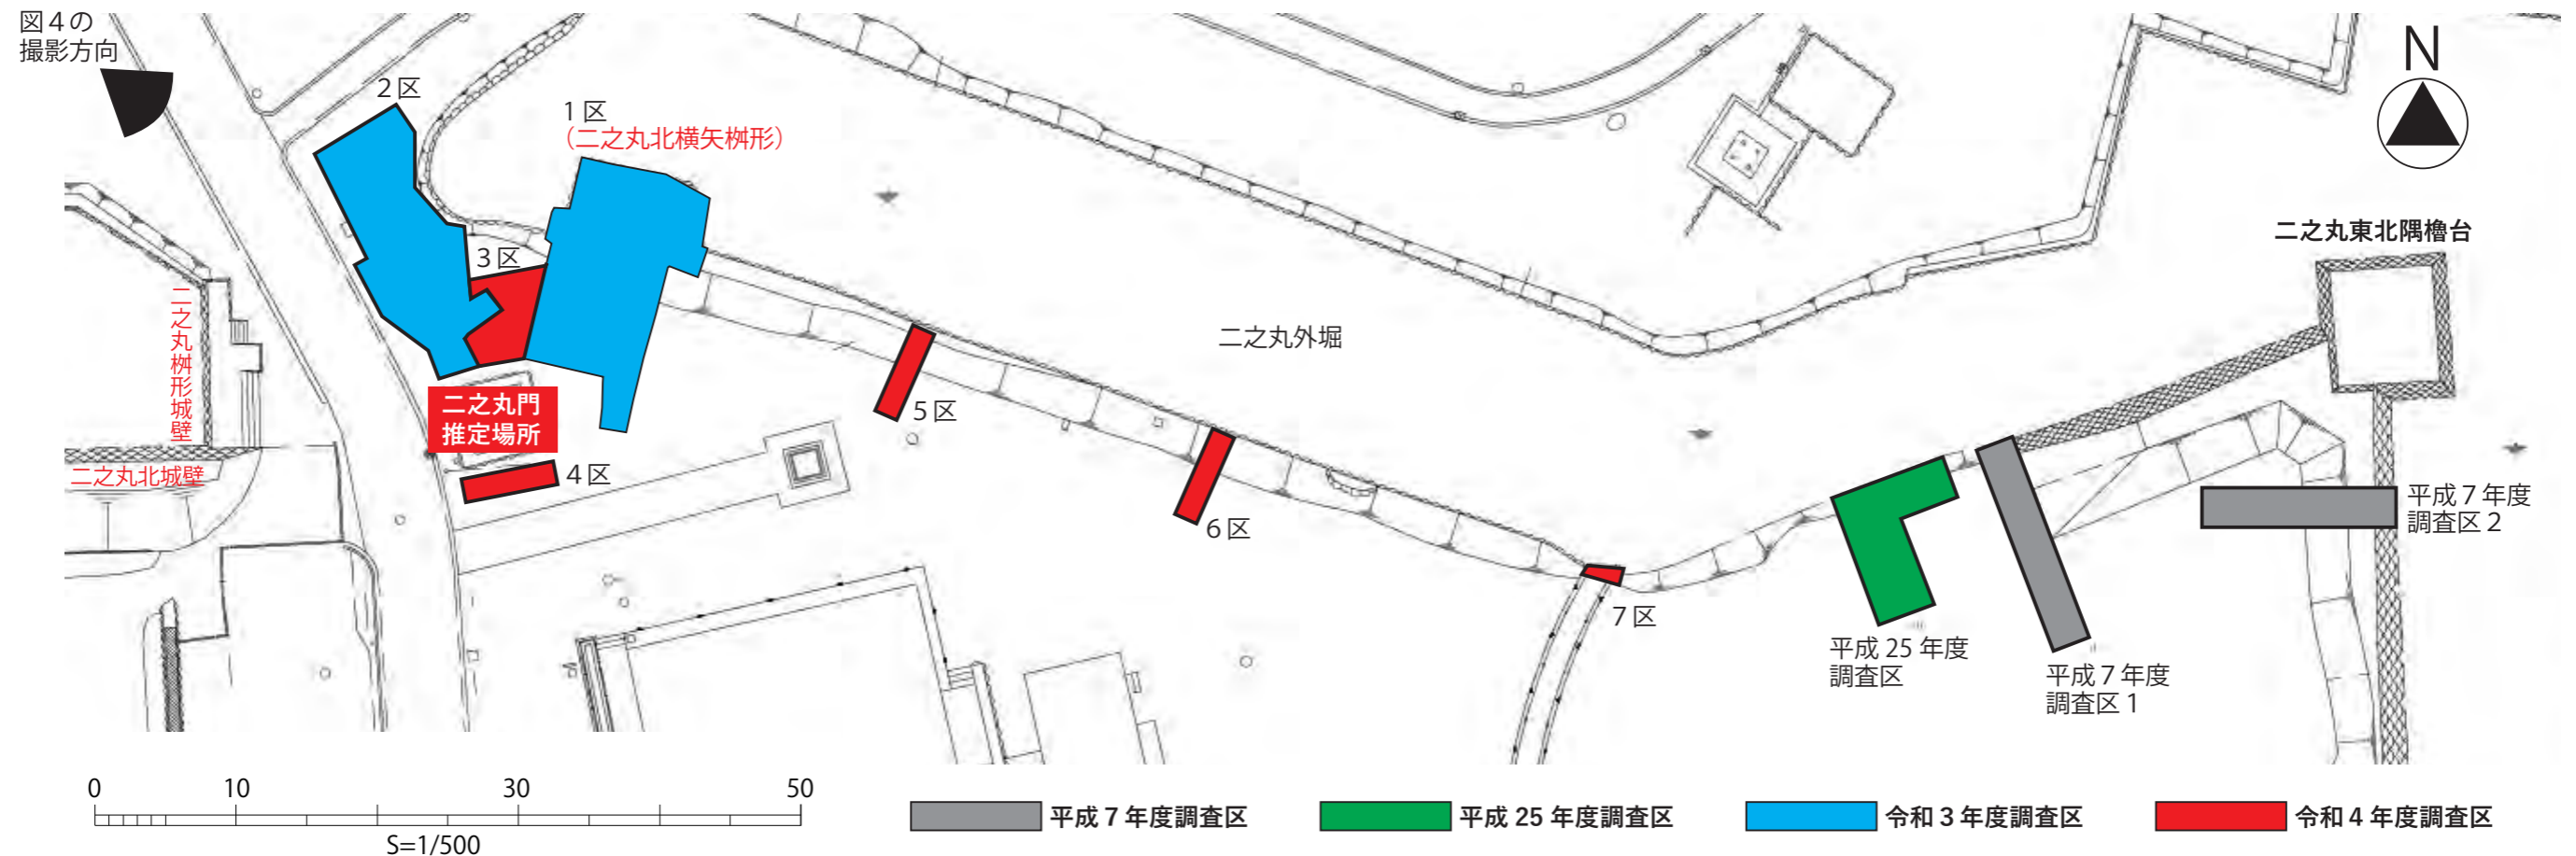 図４の
撮影方向
N
２区
１区
（二之丸北横矢桝形）
３区
二之丸東北隅櫓台
二之丸桝形城壁
二之丸外堀
二之丸門
推定場所
５区
二之丸北城壁
４区
６区
平成７年度
調査区２
７区
平成 25 年度
調査区
平成７年度
調査区１
0 10 30 50
S=1/500
平成７年度調査区
平成 25 年度調査区
令和３年度調査区
令和４年度調査区